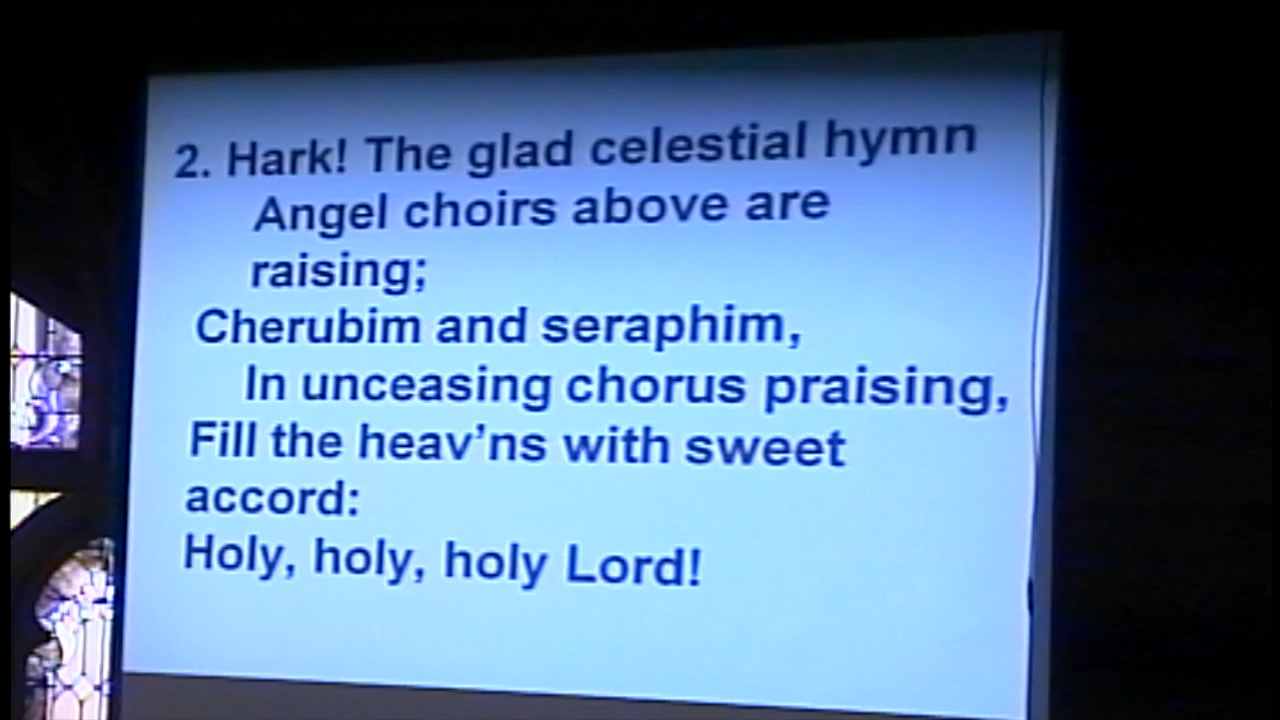 2. Hark! The glad celestial hymn
Angel choirs above are
raising;
Cherubim and seraphim,
In unceasing chorus praising,
Fill the heav’ns with sweet
accord:
Holy, holy, holy Lord!